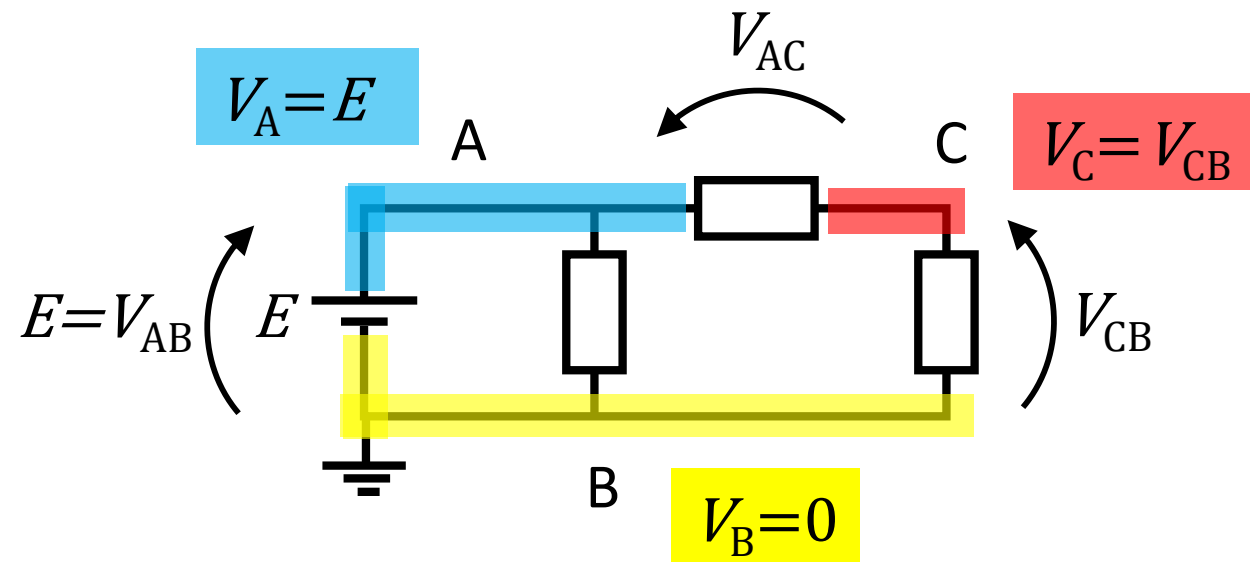 V_AC
V_A=E
A
C
V_C=V_CB
E=V_AB
E
V_CB
B
V_B=0